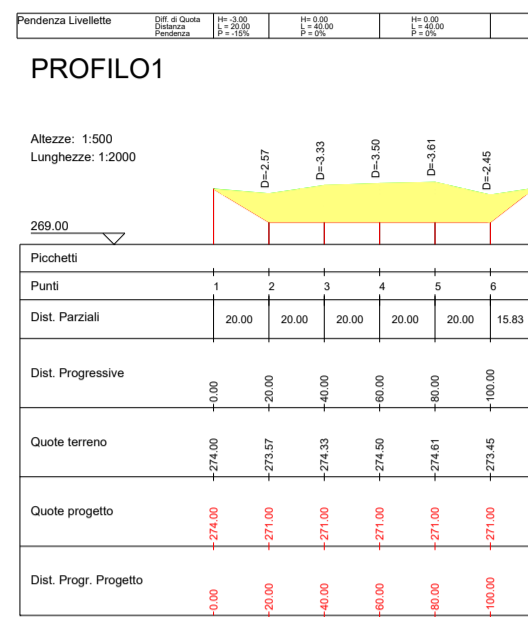 Pendenza Livellette
Diff. di Quota H= -3.00 H= 0.00 H= 0.00
Distanza L = 20.00 L = 40.00 L = 40.00
Pendenza P = -15% P = 0% P = 0%
PROFILO1
Altezze: 1:500
Lunghezze: 1:2000
D=-2.57 D=-3.33 D=-3.50 D=-3.61 D=-2.45
269.00
Picchetti
Punti 1 2 3 4 5 6
Dist. Parziali 20.00 20.00 20.00 20.00 20.00 15.83
Dist. Progressive 0.00 20.00 40.00 60.00 80.00 100.00
Quote terreno 274.00 273.57 274.33 274.50 274.61 273.45
Quote progetto 274.00 271.00 271.00 271.00 271.00 271.00
Dist. Progr. Progetto 0.00 20.00 40.00 60.00 80.00 100.00